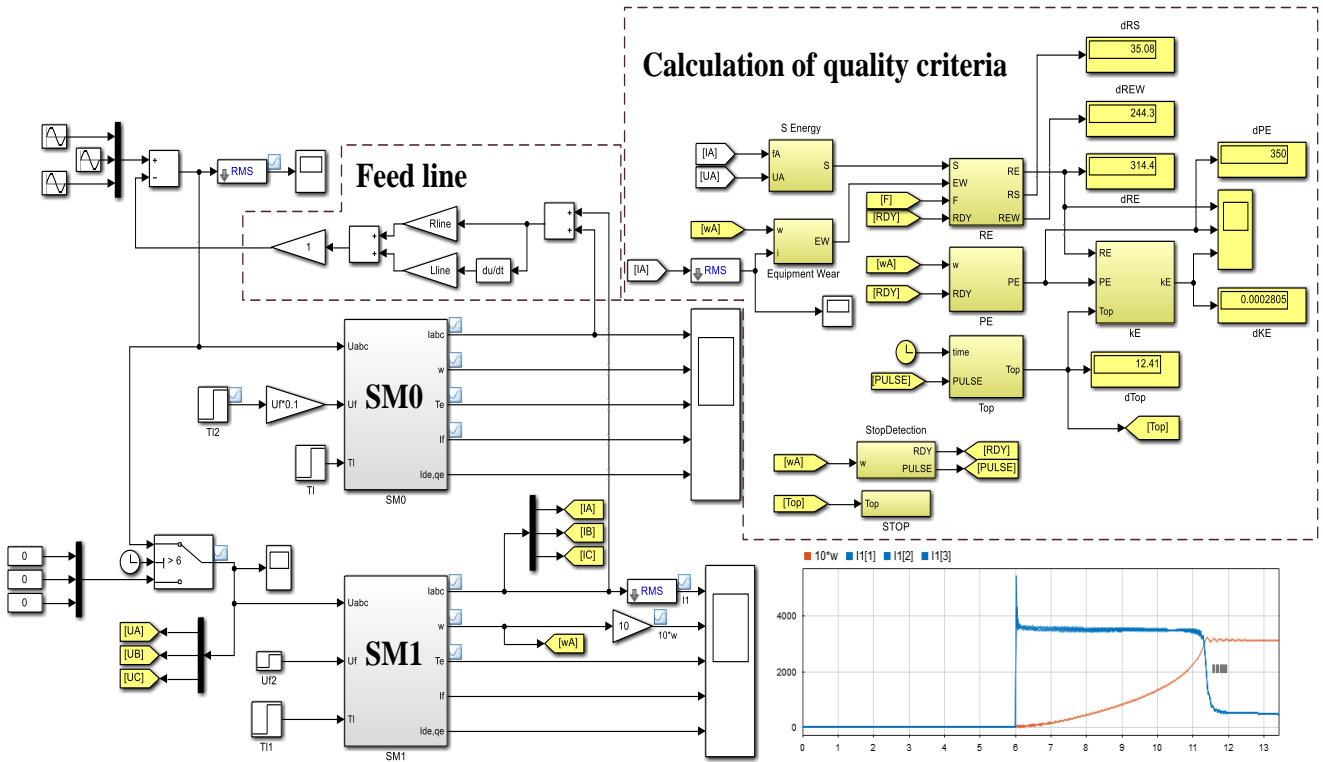 dRS
35.08
Calculation of quality criteria
dREW
244.3
dPE
350
S Energy
[IA]
fA
S
[UA]
UA
S
RE
314.4
EW
RS
dRE
[F]
F
[RDY]
RDY
REW
RE
+
−
RMS
Feed line
[wA]
w
EW
i
Equipment Wear
[IA]
RMS
[wA]
w
PE
[RDY]
RDY
PE
RE
PE
kE
Top
kE
0.0002805
dKE
Rline
+
+
1
+
+
Lline
du/dt
time
Top
[PULSE]
PULSE
Top
12.41
dTop
[Top]
Uabc
Iabc
w
Uf*0.1
Uf
SM0
Te
Tl2
If
Tl
Tl
Ide,qe
SM0
StopDetection
[wA]
w
RDY
[RDY]
PULSE
[PULSE]
[Top]
Top
STOP
[IA]
[IB]
[IC]
0
0
0
> 6
Uabc
Iabc
RMS
I1
w
10
10*w
[wA]
[UA]
[UB]
[UC]
Uf
SM1
Te
Uf2
If
Tl
Tl1
Ide,qe
SM1
10*w I1[1] I1[2] I1[3]
4000
2000
0
0 1 2 3 4 5 6 7 8 9 10 11 12 13